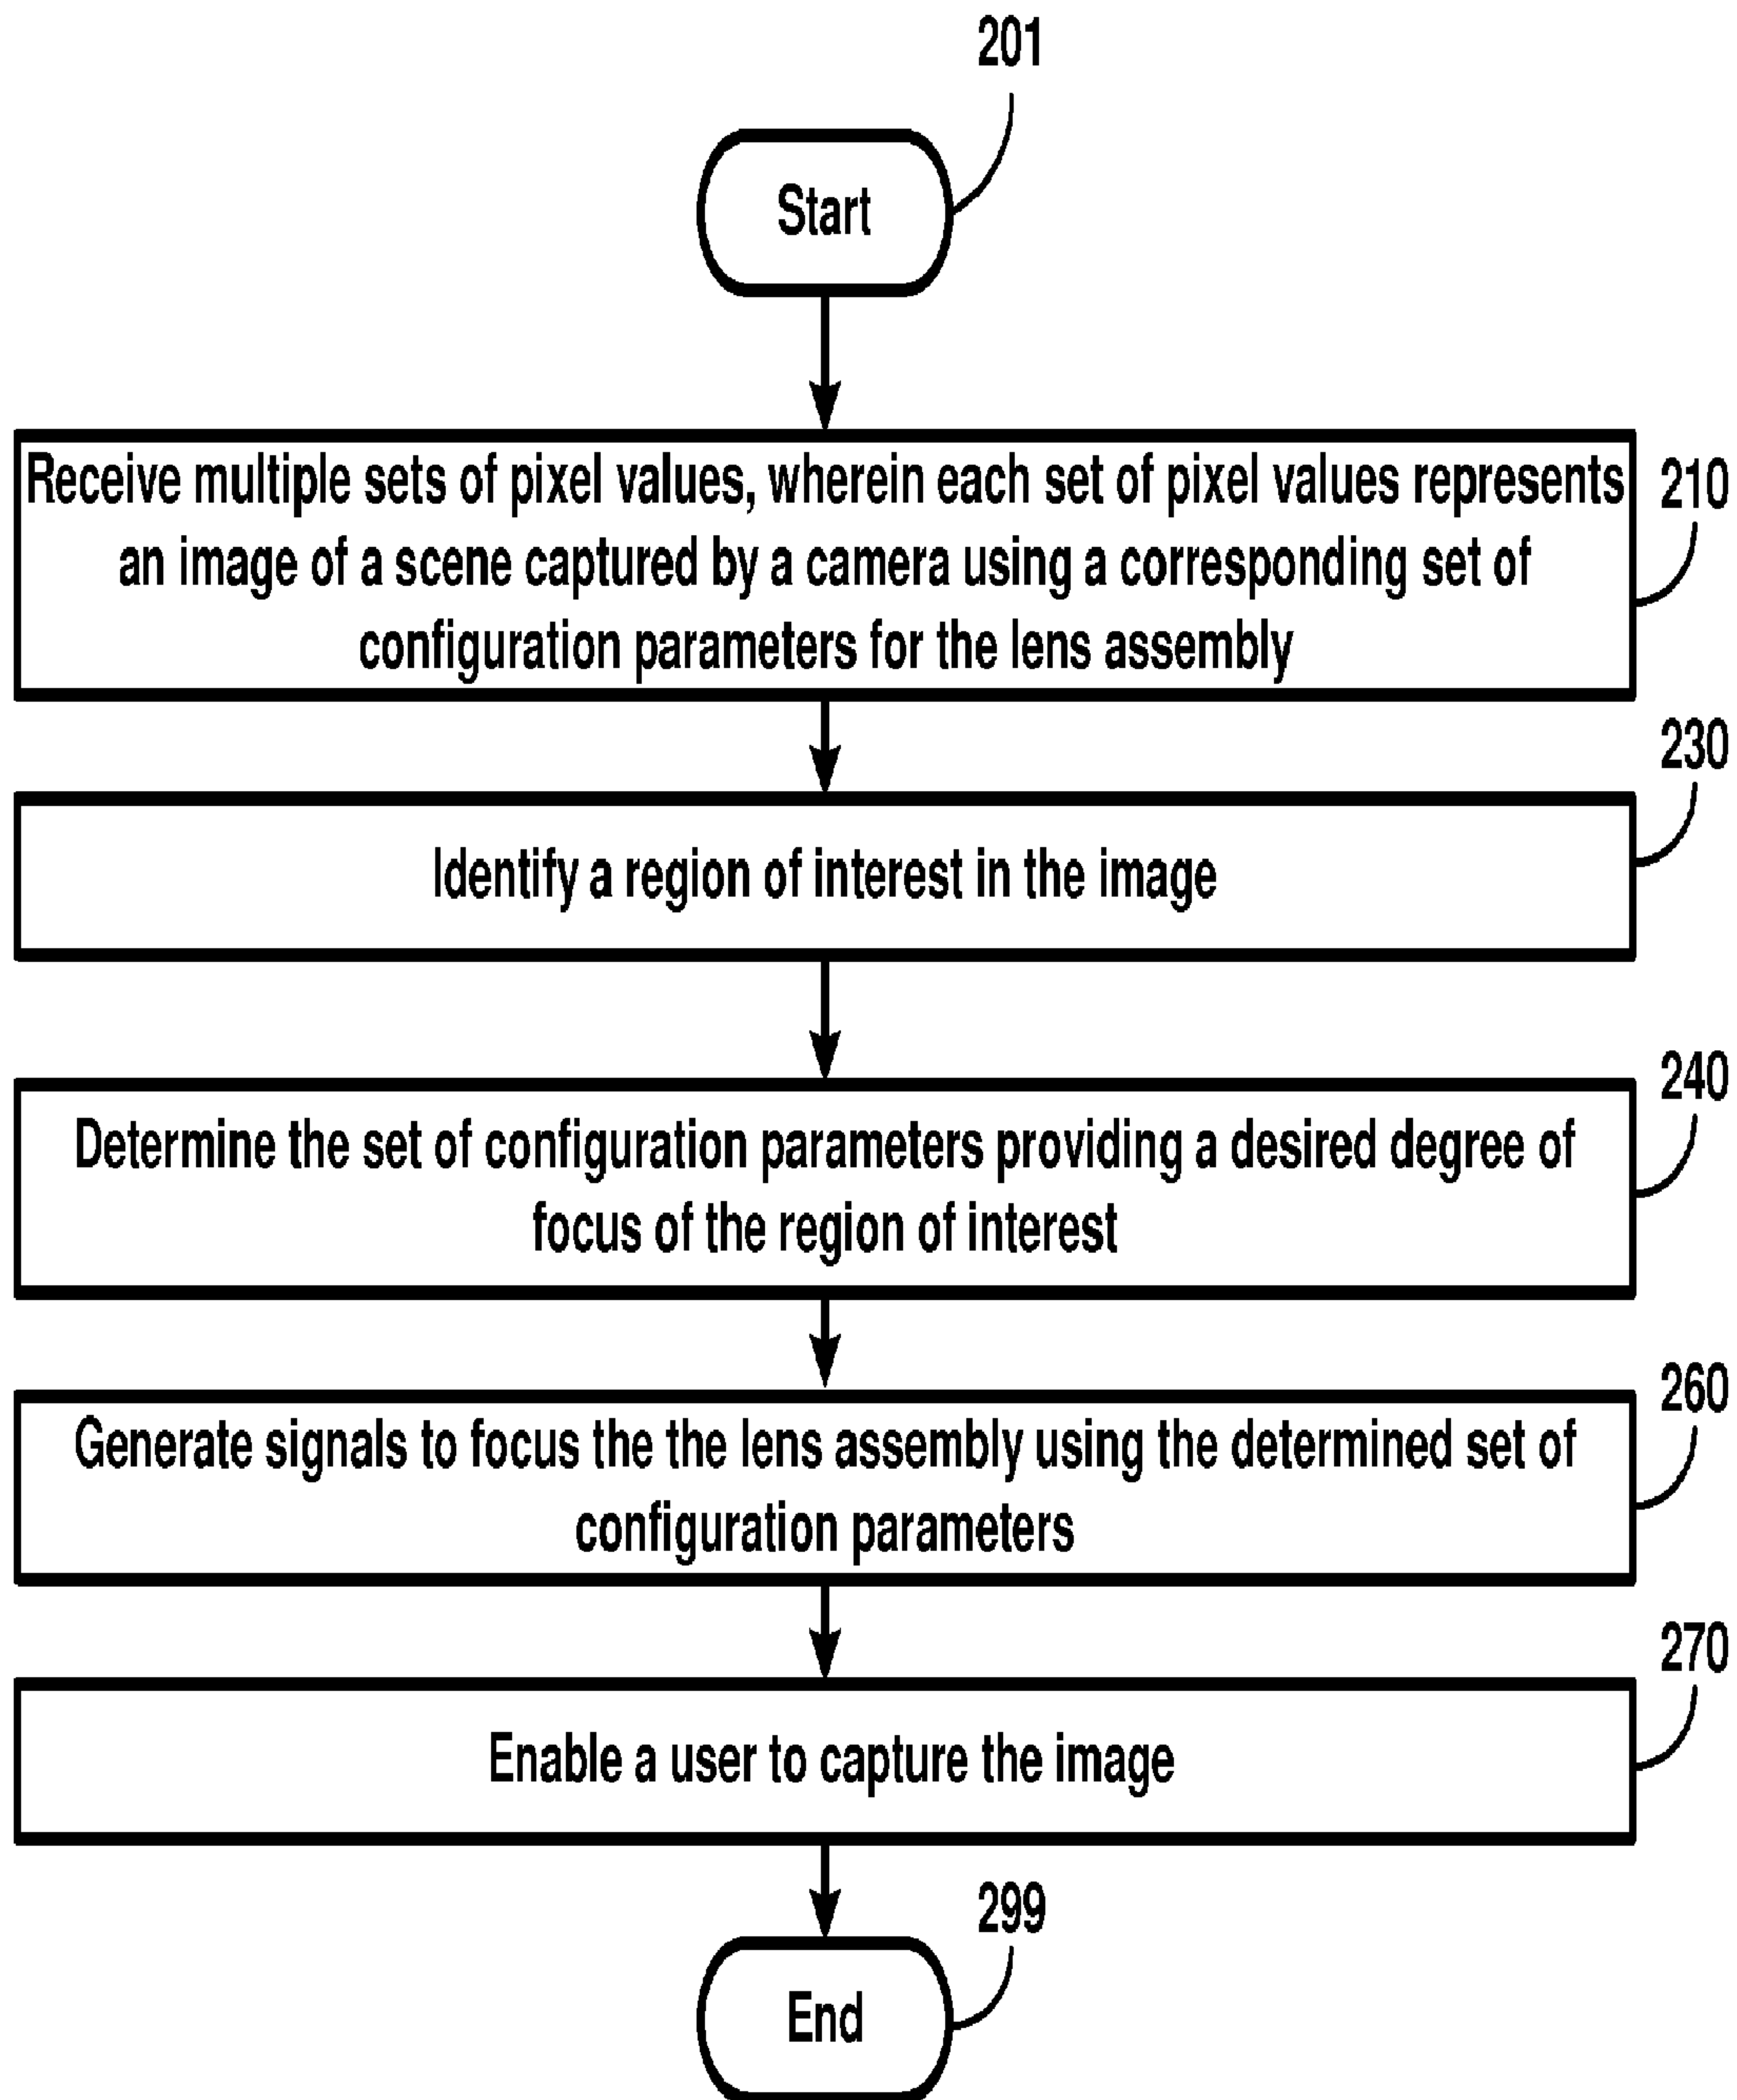 201
Start
Receive multiple sets of pixel values, wherein each set of pixel values represents
210
an image of a scene captured by a camera using a corresponding set of
configuration parameters for the lens assembly
230
Identify a region of interest in the image
240
Determine the set of configuration parameters providing a desired degree of
focus of the region of interest
260
Generate signals to focus the the lens assembly using the determined set of
configuration parameters
270
Enable a user to capture the image
299
End